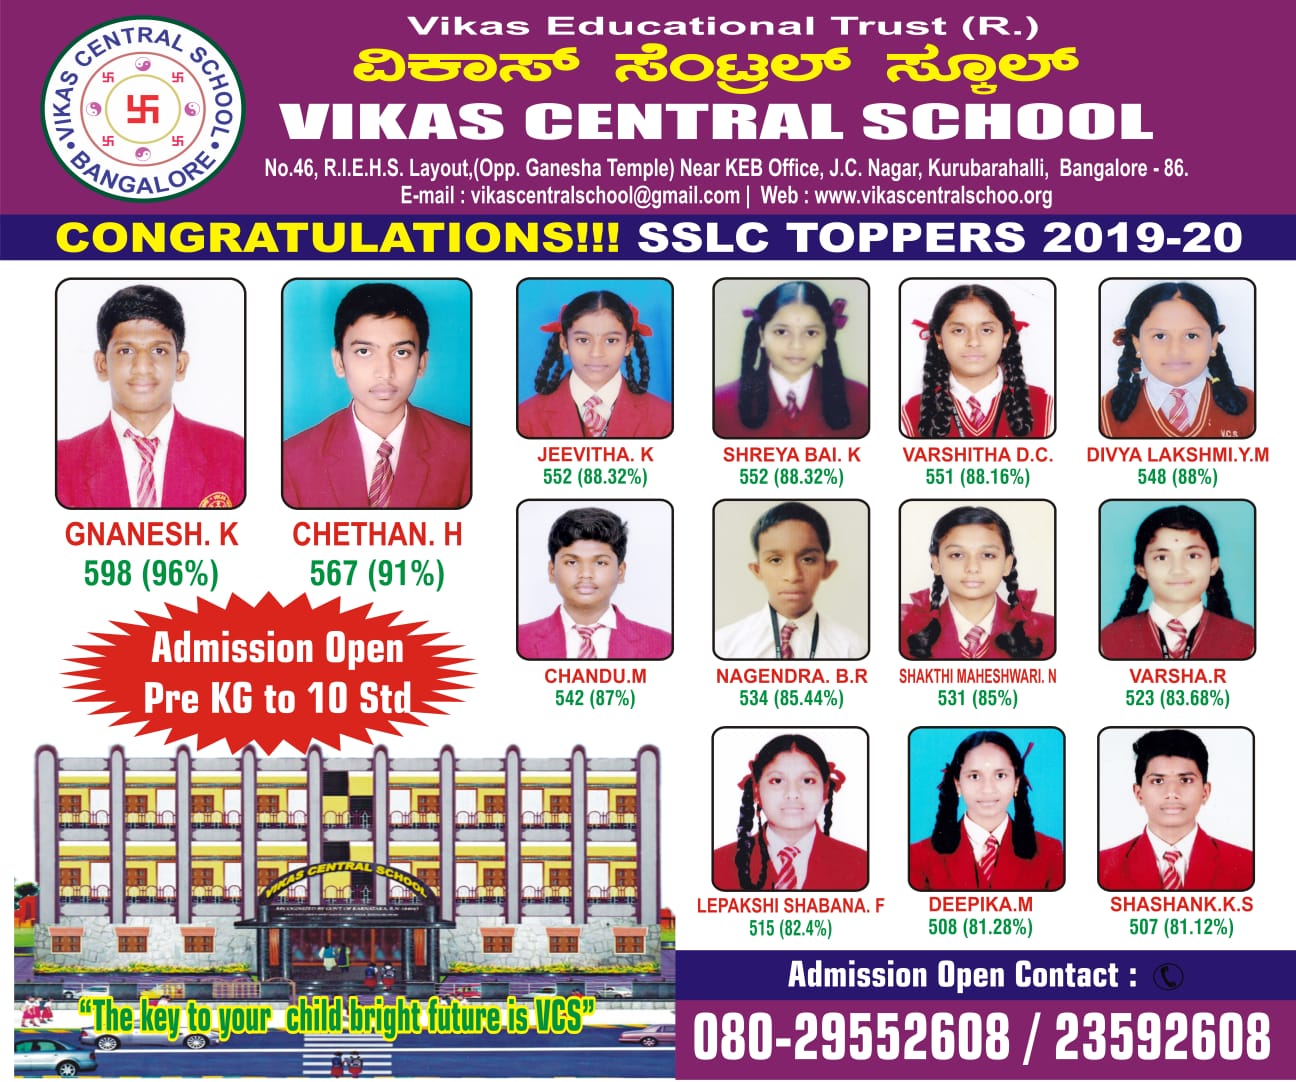 VIKAS CENTRAL SCHOOL
BANGALORE
Vikas Educational Trust (R.)
ವಿಕಾಸ್ ಸೆಂಟ್ರಲ್ ಸ್ಕೂಲ್
VIKAS CENTRAL SCHOOL
No.46, R.I.E.H.S. Layout,(Opp. Ganesha Temple) Near KEB Office, J.C. Nagar, Kurubarahalli, Bangalore - 86.
E-mail : vikascentralschool@gmail.com | Web : www.vikascentralschoo.org
CONGRATULATIONS!!! SSLC TOPPERS 2019-20
GNANESH. K
598 (96%)
CHETHAN. H
567 (91%)
JEEVITHA. K
552 (88.32%)
SHREYA BAI. K
552 (88.32%)
VARSHITHA D.C.
551 (88.16%)
V.C.S
DIVYA LAKSHMI.Y.M
548 (88%)
CHANDU.M
542 (87%)
NAGENDRA. B.R
534 (85.44%)
SHAKTHI MAHESHWARI. N
531 (85%)
VARSHA.R
523 (83.68%)
LEPAKSHI SHABANA. F
515 (82.4%)
DEEPIKA.M
508 (81.28%)
SHASHANK.K.S
507 (81.12%)
Admission Open
Pre KG to 10 Std
VIKAS CENTRAL SCHOOL
"The key to your child bright future is VCS"
Admission Open Contact :
080-29552608 / 23592608